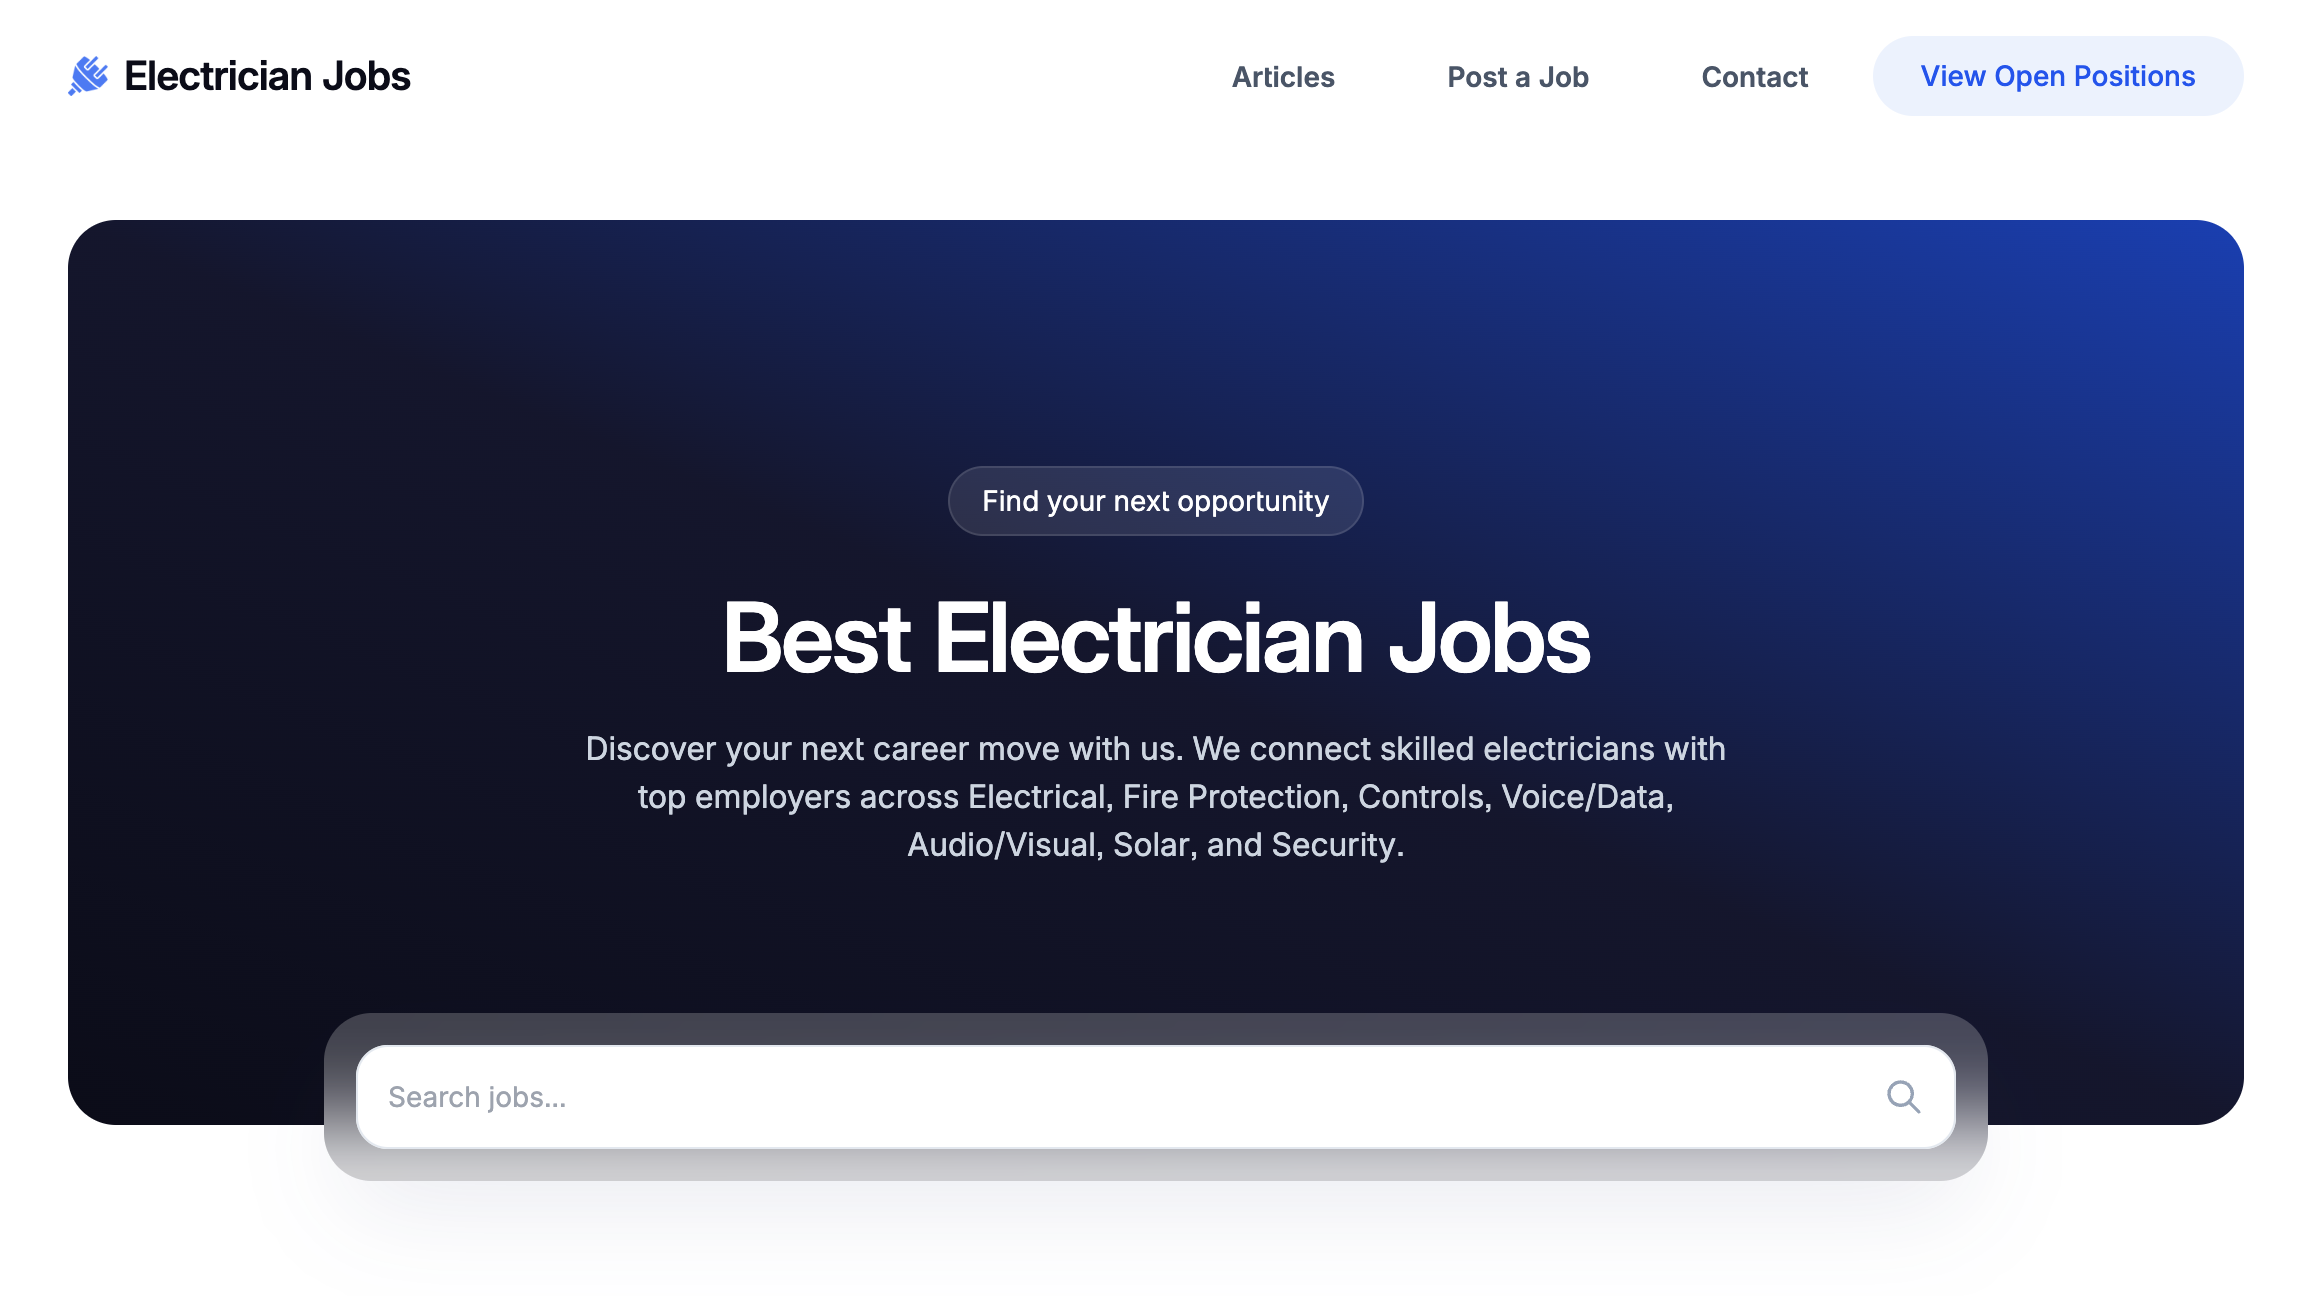 Electrician Jobs
Articles
Post a Job
Contact
View Open Positions
Find your next opportunity
Best Electrician Jobs
Discover your next career move with us. We connect skilled electricians with
top employers across Electrical, Fire Protection, Controls, Voice/Data,
Audio/Visual, Solar, and Security.
Search jobs...